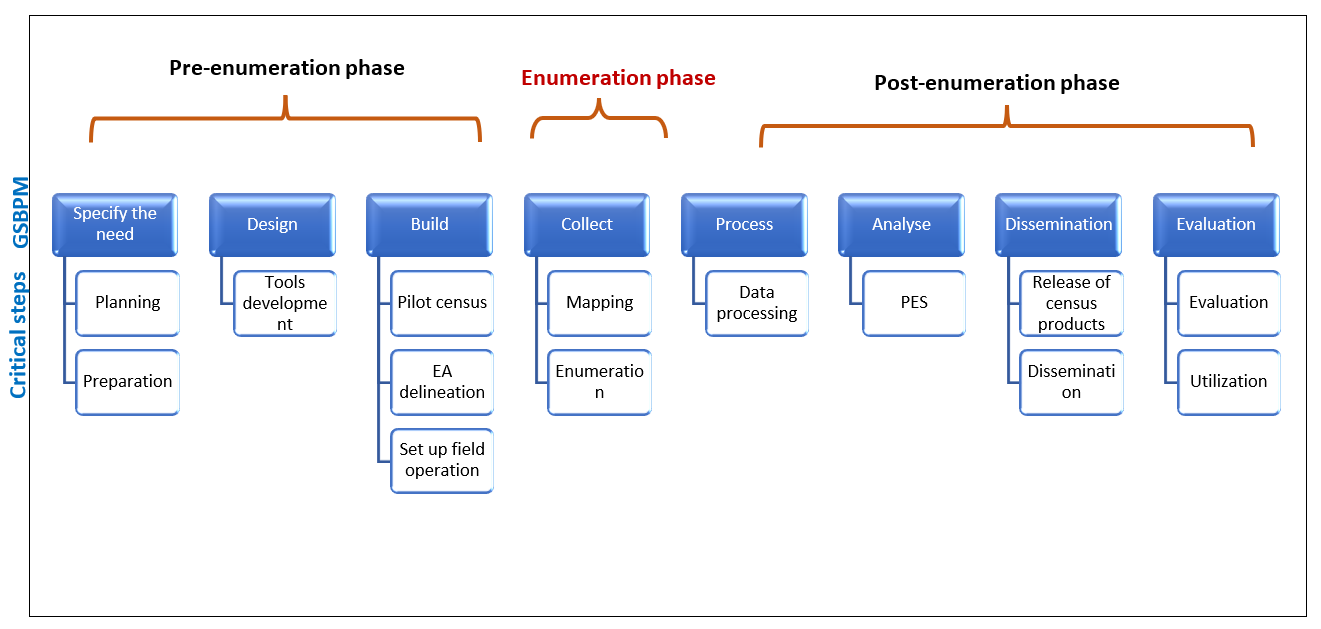 Pre-enumeration phase
Enumeration phase
Post-enumeration phase
GSBPM
Critical steps
Specify the
need
Planning
Preparation
Design
Tools
developme
nt
Build
Pilot census
EA
delineation
Set up field
operation
Collect
Mapping
Enumeratio
n
Process
Data
processing
Analyse
PES
Dissemination
Release of
census
products
Disseminati
on
Evaluation
Evaluation
Utilization